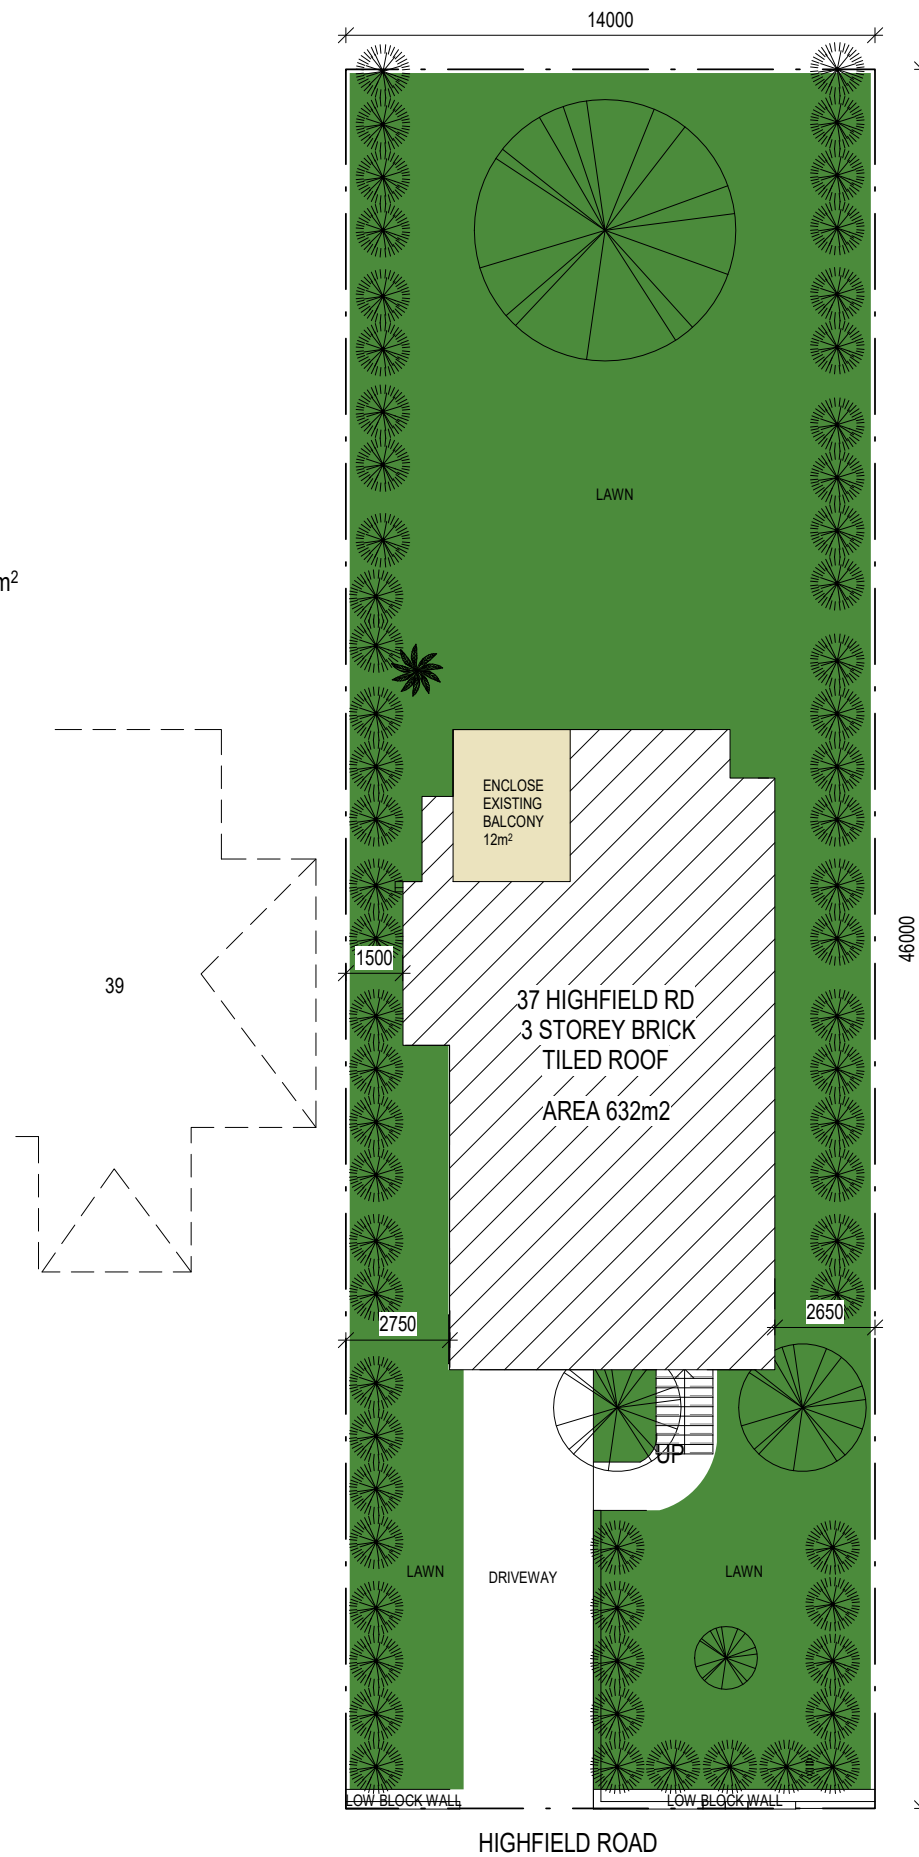 14000
LAWN
m²
ENCLOSE
EXISTING
BALCONY
12m²
46000
1500
39
37 HIGHFIELD RD
3 STOREY BRICK
TILED ROOF
AREA 632m2
2750
2650
UP
LAWN
DRIVEWAY
LAWN
LOW BLOCK WALL
LOW BLOCK WALL
HIGHFIELD ROAD